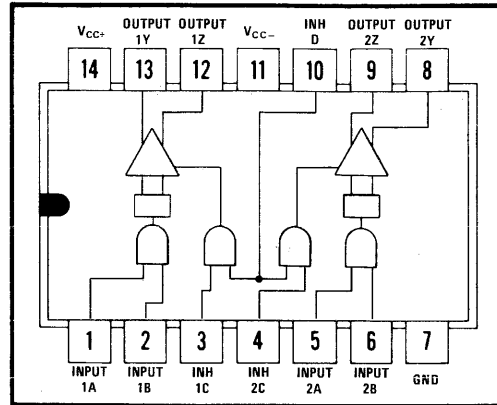 OUTPUT OUTPUT INH OUTPUT OUTPUT
VCC+ 1Y 1Z VCC− D 2Z 2Y
14 13 12 11 10 9 8
1 2 3 4 5 6 7
INPUT INPUT INH INH INPUT INPUT GND
1A 1B 1C 2C 2A 2B